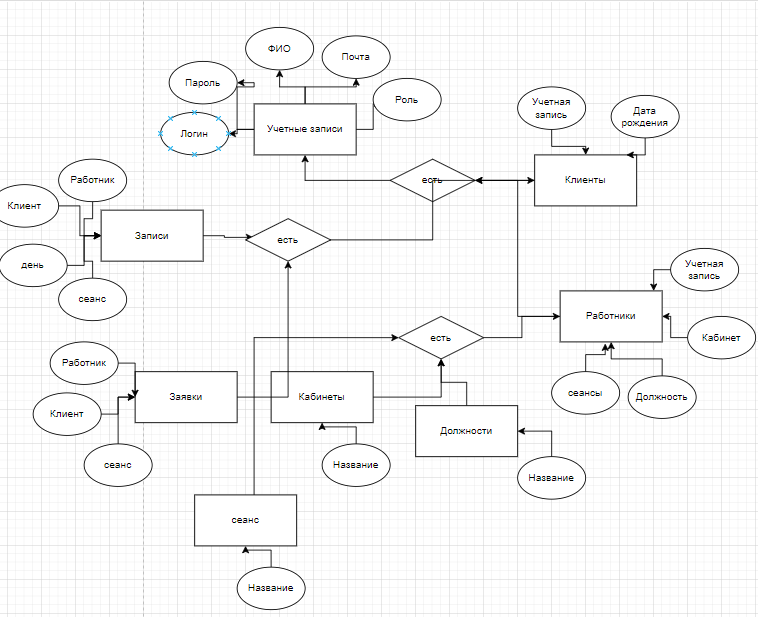 ФИО
Почта
Пароль
Роль
Логин
Учетные записи
Учетная
запись
Дата
рождения
есть
Клиенты
Работник
Клиент
Записи
есть
день
сеанс
Учетная
запись
Работники
Кабинет
есть
Работник
Заявки
Кабинеты
сеансы
Должность
Клиент
Должности
сеанс
Название
Название
сеанс
Название